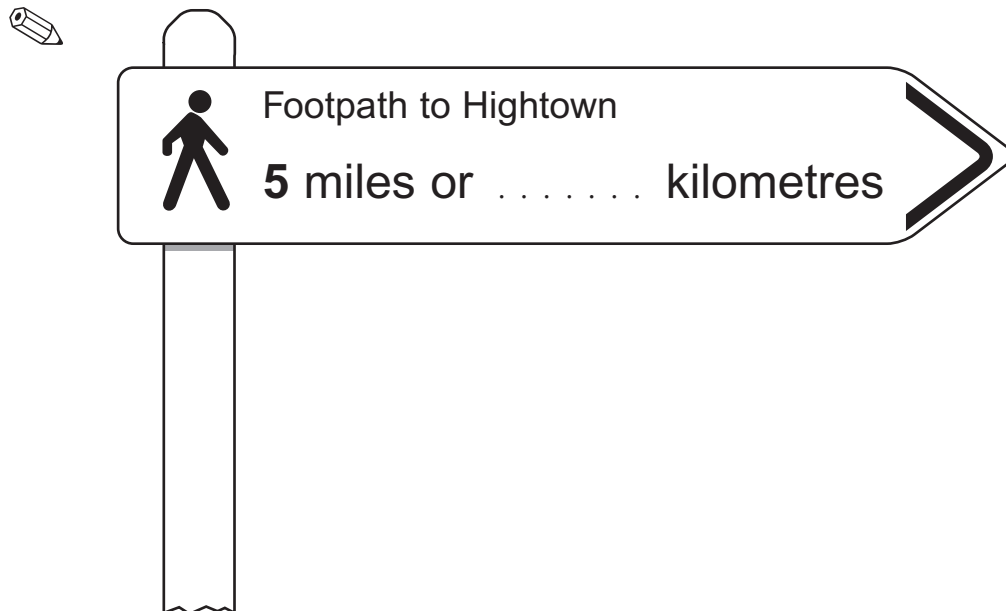 Footpath to Hightown
5 miles or ....... kilometres